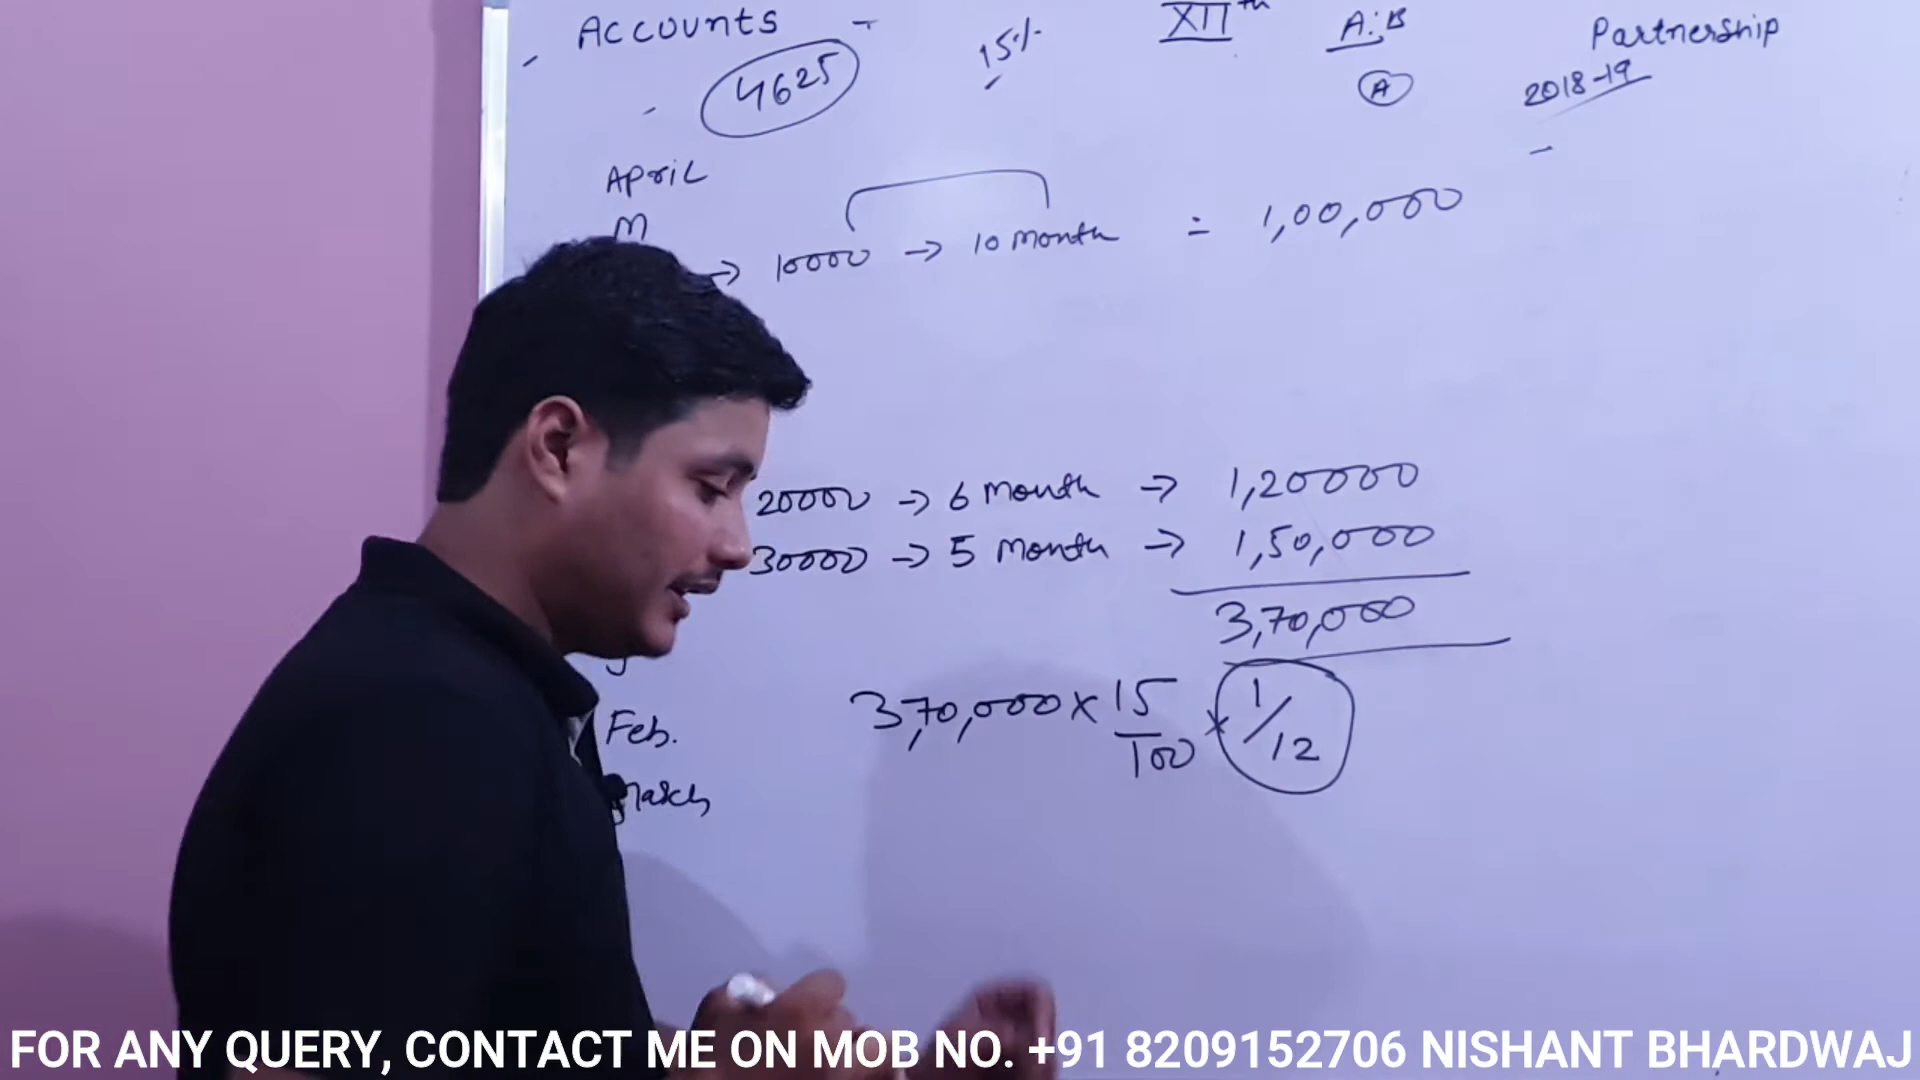 Accounts
XIIth
A:B
Partnership
4625
15%
A
2018-19
April
M
→ 10000 → 10 Month = 1,00,000
20000 → 6 Month → 1,20000
30000 → 5 Month → 1,50,000
3,70,000
3,70,000 × 15/100 × 1/12
Feb.
March
FOR ANY QUERY, CONTACT ME ON MOB NO. +91 8209152706 NISHANT BHARDWAJ